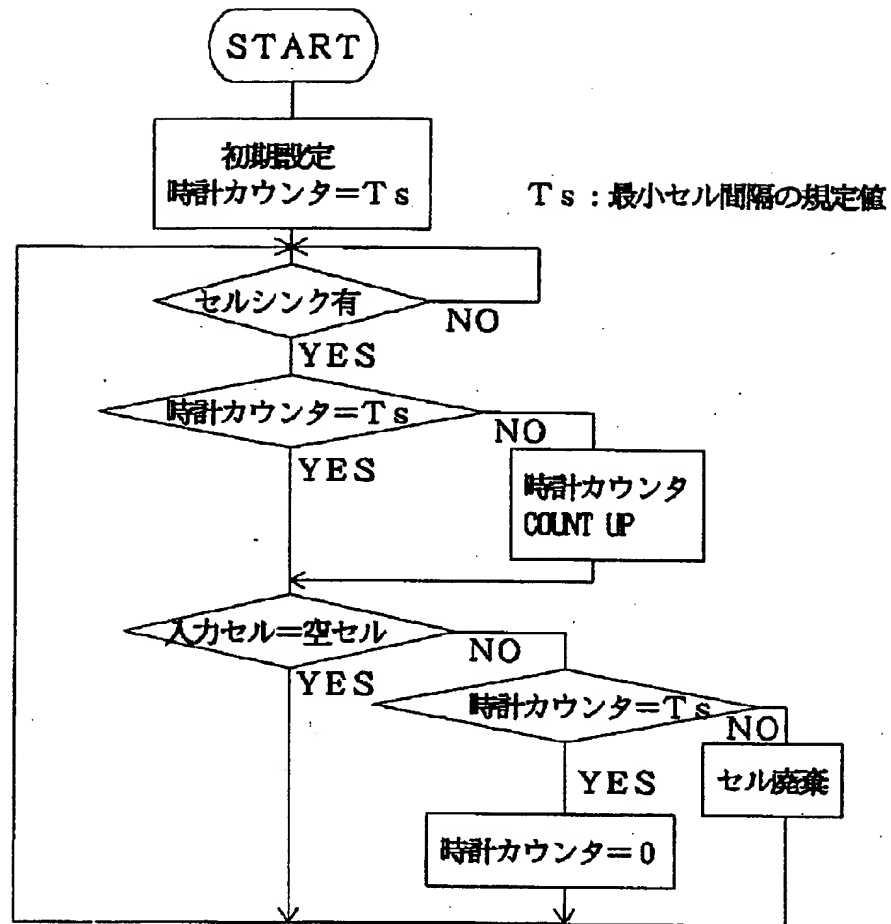 START
初期設定
時計カウンタ=Ts
Ts:最小セル間隔の規定値
セルシンク有
NO
YES
時計カウンタ=Ts
NO
YES
時計カウンタ
COUNT UP
入力セル=空セル
NO
YES
時計カウンタ=Ts
NO
YES
セル廃棄
時計カウンタ=0